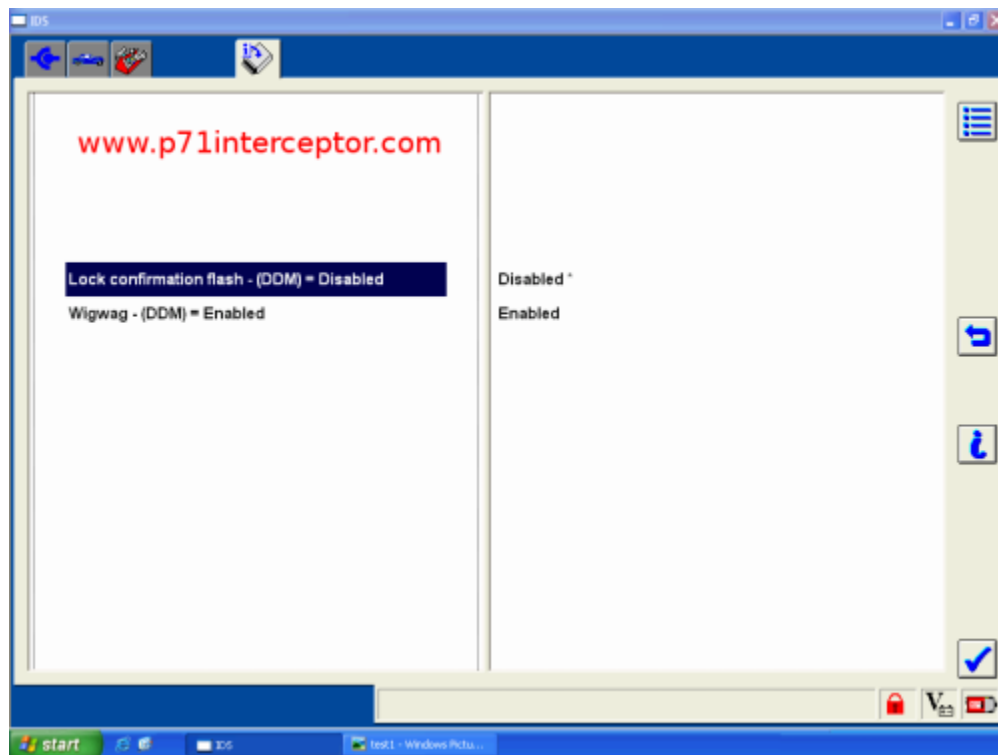 IDS
www.p71interceptor.com
Lock confirmation flash - (DDM) = Disabled
Disabled *
Wigwag - (DDM) = Enabled
Enabled
V
start
IDS
test1 - Windows Pictu...